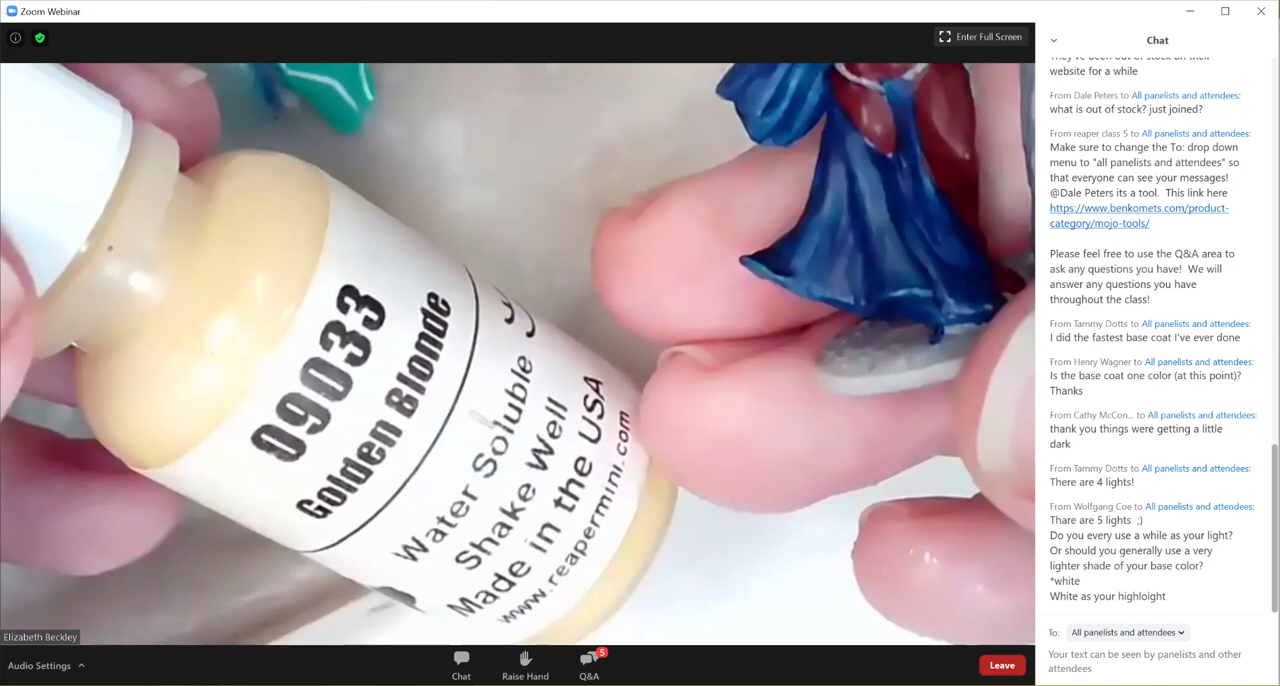 Zoom Webinar
Enter Full Screen
09033
Golden Blonde
Water Soluble
Shake Well
Made in the USA
www.reapermini.com
Elizabeth Beckley
Audio Settings
Chat
Raise Hand
5
Q&A
Leave
Chat
They've been out of stock on their
website for a while
From Dale Peters to All panelists and attendees:
what is out of stock? just joined?
From reaper class 5 to All panelists and attendees:
Make sure to change the To: drop down
menu to "all panelists and attendees" so
that everyone can see your messages!
@Dale Peters its a tool.  This link here
https://www.benkomets.com/product-
category/mojo-tools/
Please feel free to use the Q&A area to
ask any questions you have!  We will
answer any questions you have
throughout the class!
From Tammy Dotts to All panelists and attendees:
I did the fastest base coat I've ever done
From Henry Wagner to All panelists and attendees:
Is the base coat one color (at this point)?
Thanks
From Cathy McCon... to All panelists and attendees:
thank you things were getting a little
dark
From Tammy Dotts to All panelists and attendees:
There are 4 lights!
From Wolfgang Coe to All panelists and attendees:
Thare are 5 lights  ;)
Do you every use a while as your light?
Or should you generally use a very
lighter shade of your base color?
*white
White as your highloight
To: All panelists and attendees
Your text can be seen by panelists and other
attendees